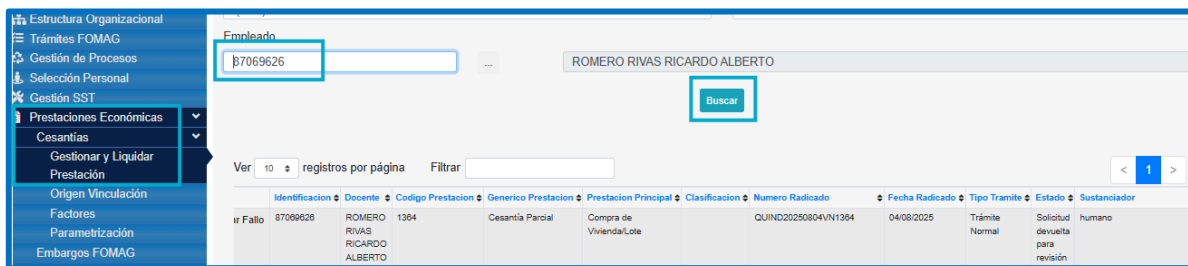 Estructura Organizacional
Trámites FOMAG
Gestión de Procesos
Selección Personal
Gestión SST
Prestaciones Económicas
Cesantías
Gestionar y Liquidar
Prestación
Origen Vinculación
Factores
Parametrización
Embargos FOMAG
Empleado
87069626 ... ROMERO RIVAS RICARDO ALBERTO
Buscar
Ver 10 registros por página Filtrar
< 1 >
Identificacion Docente Codigo Prestacion Generico Prestacion Prestacion Principal Clasificacion Numero Radicado Fecha Radicado Tipo Tramite Estado Sustanciador
ar Fallo 87069626 ROMERO 1364 Cesantía Parcial Compra de QUIND20250804VN1364 04/08/2025 Trámite Solicitud humano
RIVAS Vivienda/Lote Normal devuelta
RICARDO para
ALBERTO revisión